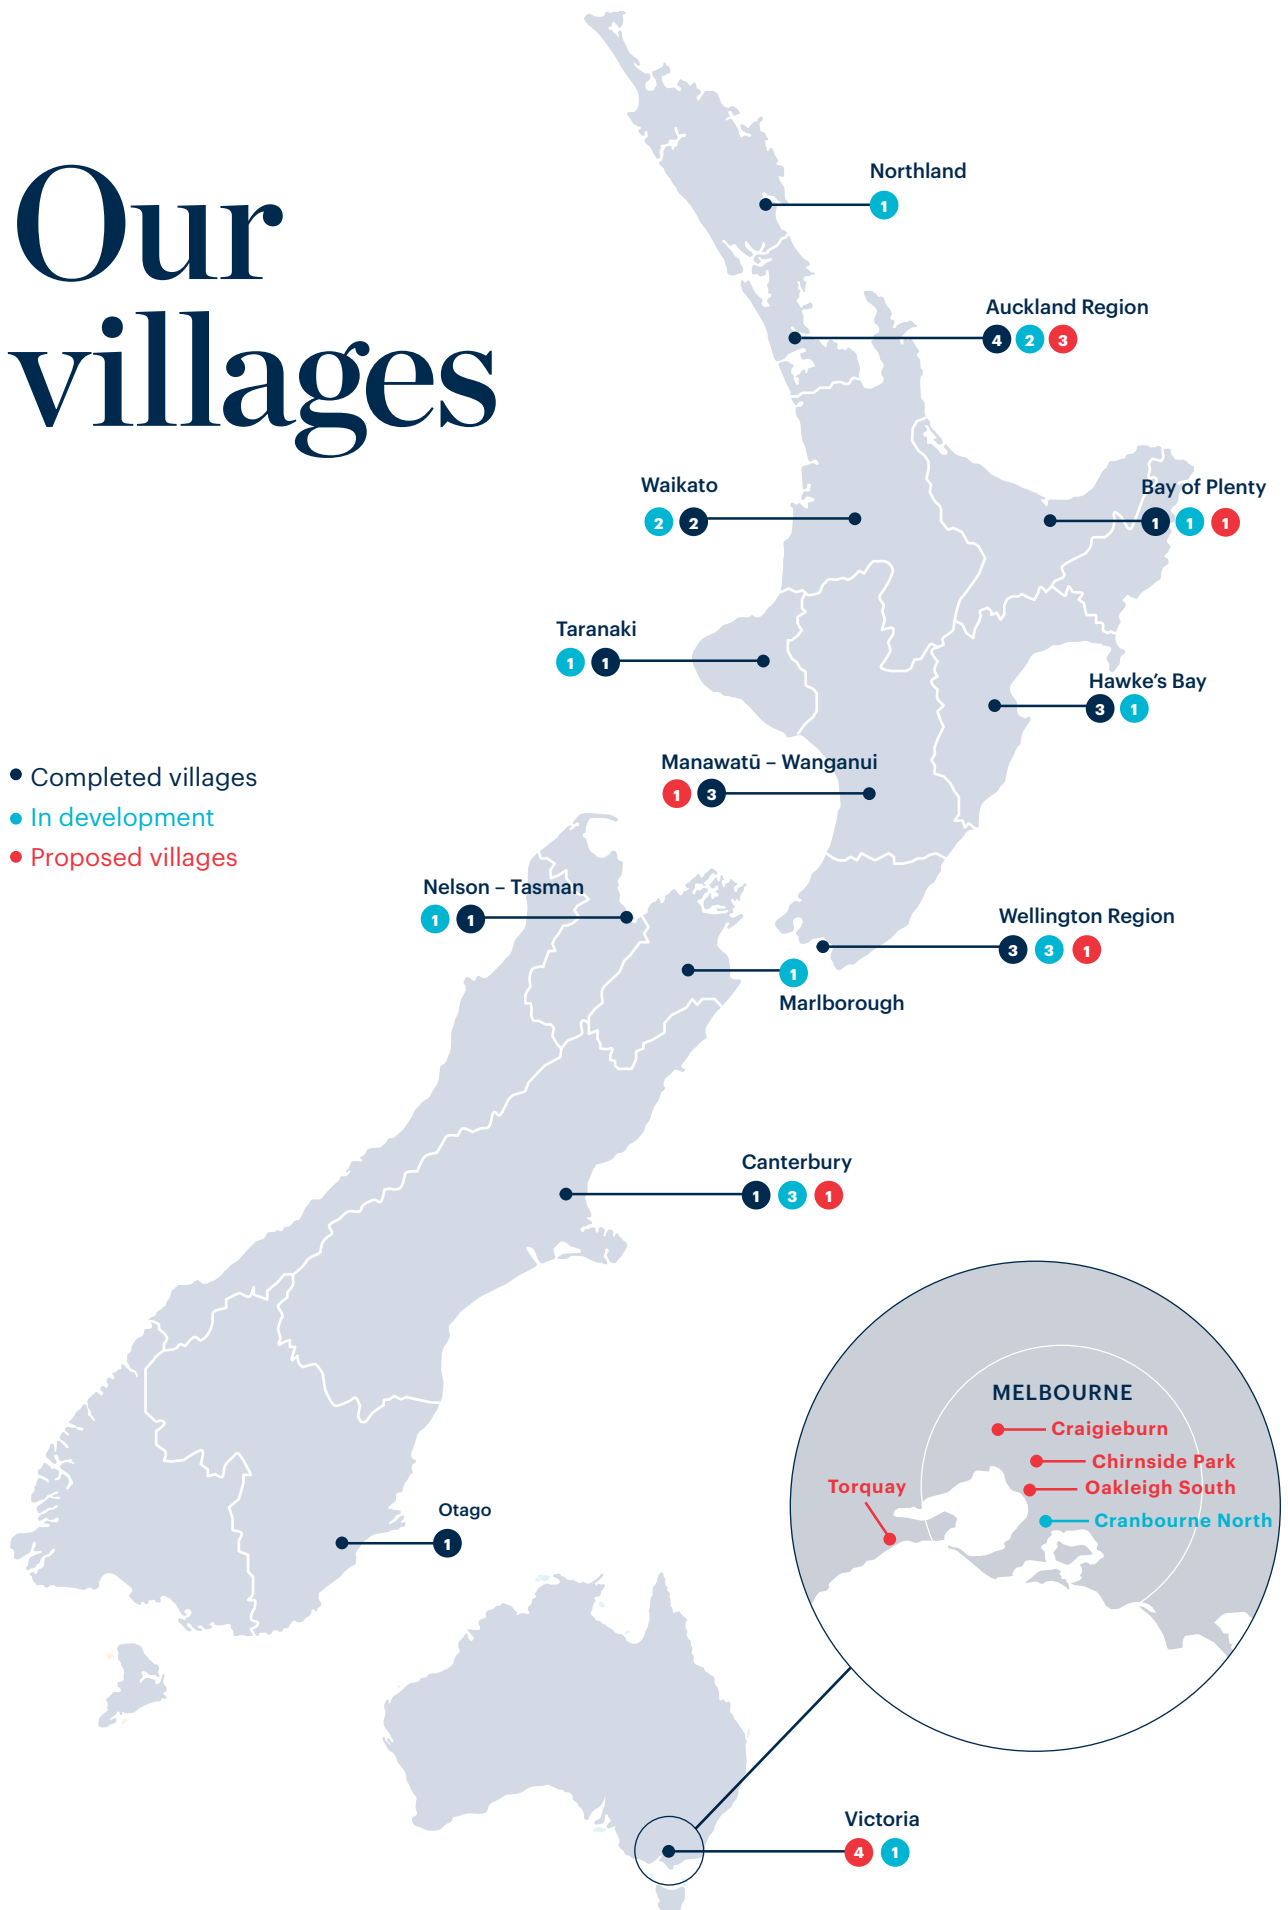 Our
villages
Northland
1
Auckland Region
4 2 3
Waikato
2 2
Bay of Plenty
1 1 1
Taranaki
1 1
Hawke's Bay
3 1
Manawatū – Wanganui
1 3
Completed villages
In development
Proposed villages
Nelson – Tasman
1 1
Wellington Region
3 3 1
1
Marlborough
Canterbury
1 3 1
MELBOURNE
Craigieburn
Chirnside Park
Oakleigh South
Torquay
Cranbourne North
Otago
1
Victoria
4 1